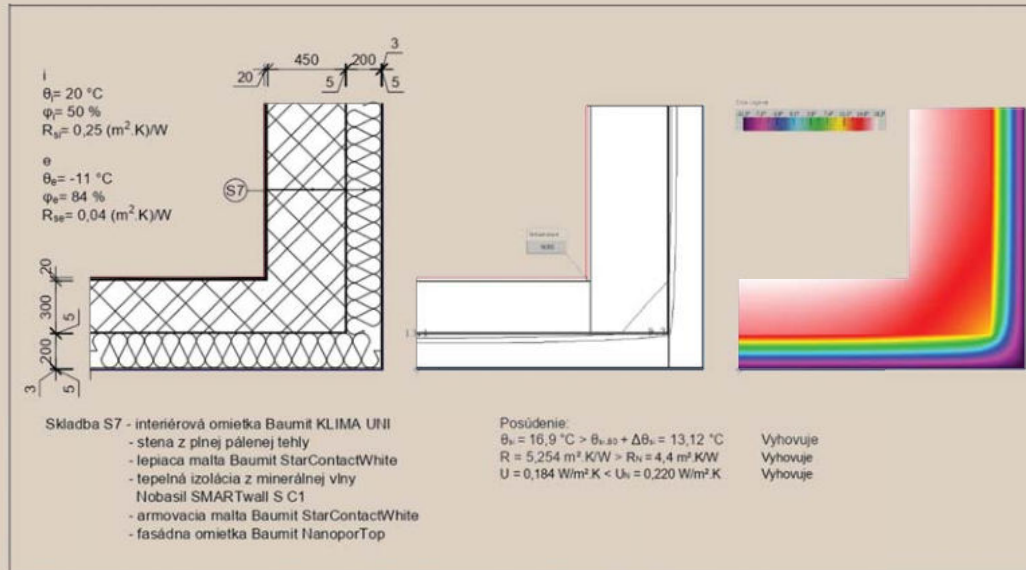 450
200
3
20
5
5
i
θi= 20 °C
φi= 50 %
Rsi= 0,25 (m².K)/W
e
θe= -11 °C
φe= 84 %
Rse= 0,04 (m².K)/W
S7
20
300
5
200
3
5
Skladba S7 - interiérová omietka Baumit KLIMA UNI
- stena z plnej pálenej tehly
- lepiaca malta Baumit StarContactWhite
- tepelná izolácia z minerálnej vlny
Nobasil SMARTwall S C1
- armovacia malta Baumit StarContactWhite
- fasádna omietka Baumit NanoporTop
Posúdenie:
θsi = 16,9 °C > θsi,80 + Δθsi = 13,12 °C Vyhovuje
R = 5,254 m².K/W > RN = 4,4 m².K/W Vyhovuje
U = 0,184 W/m².K < UN = 0,220 W/m².K Vyhovuje